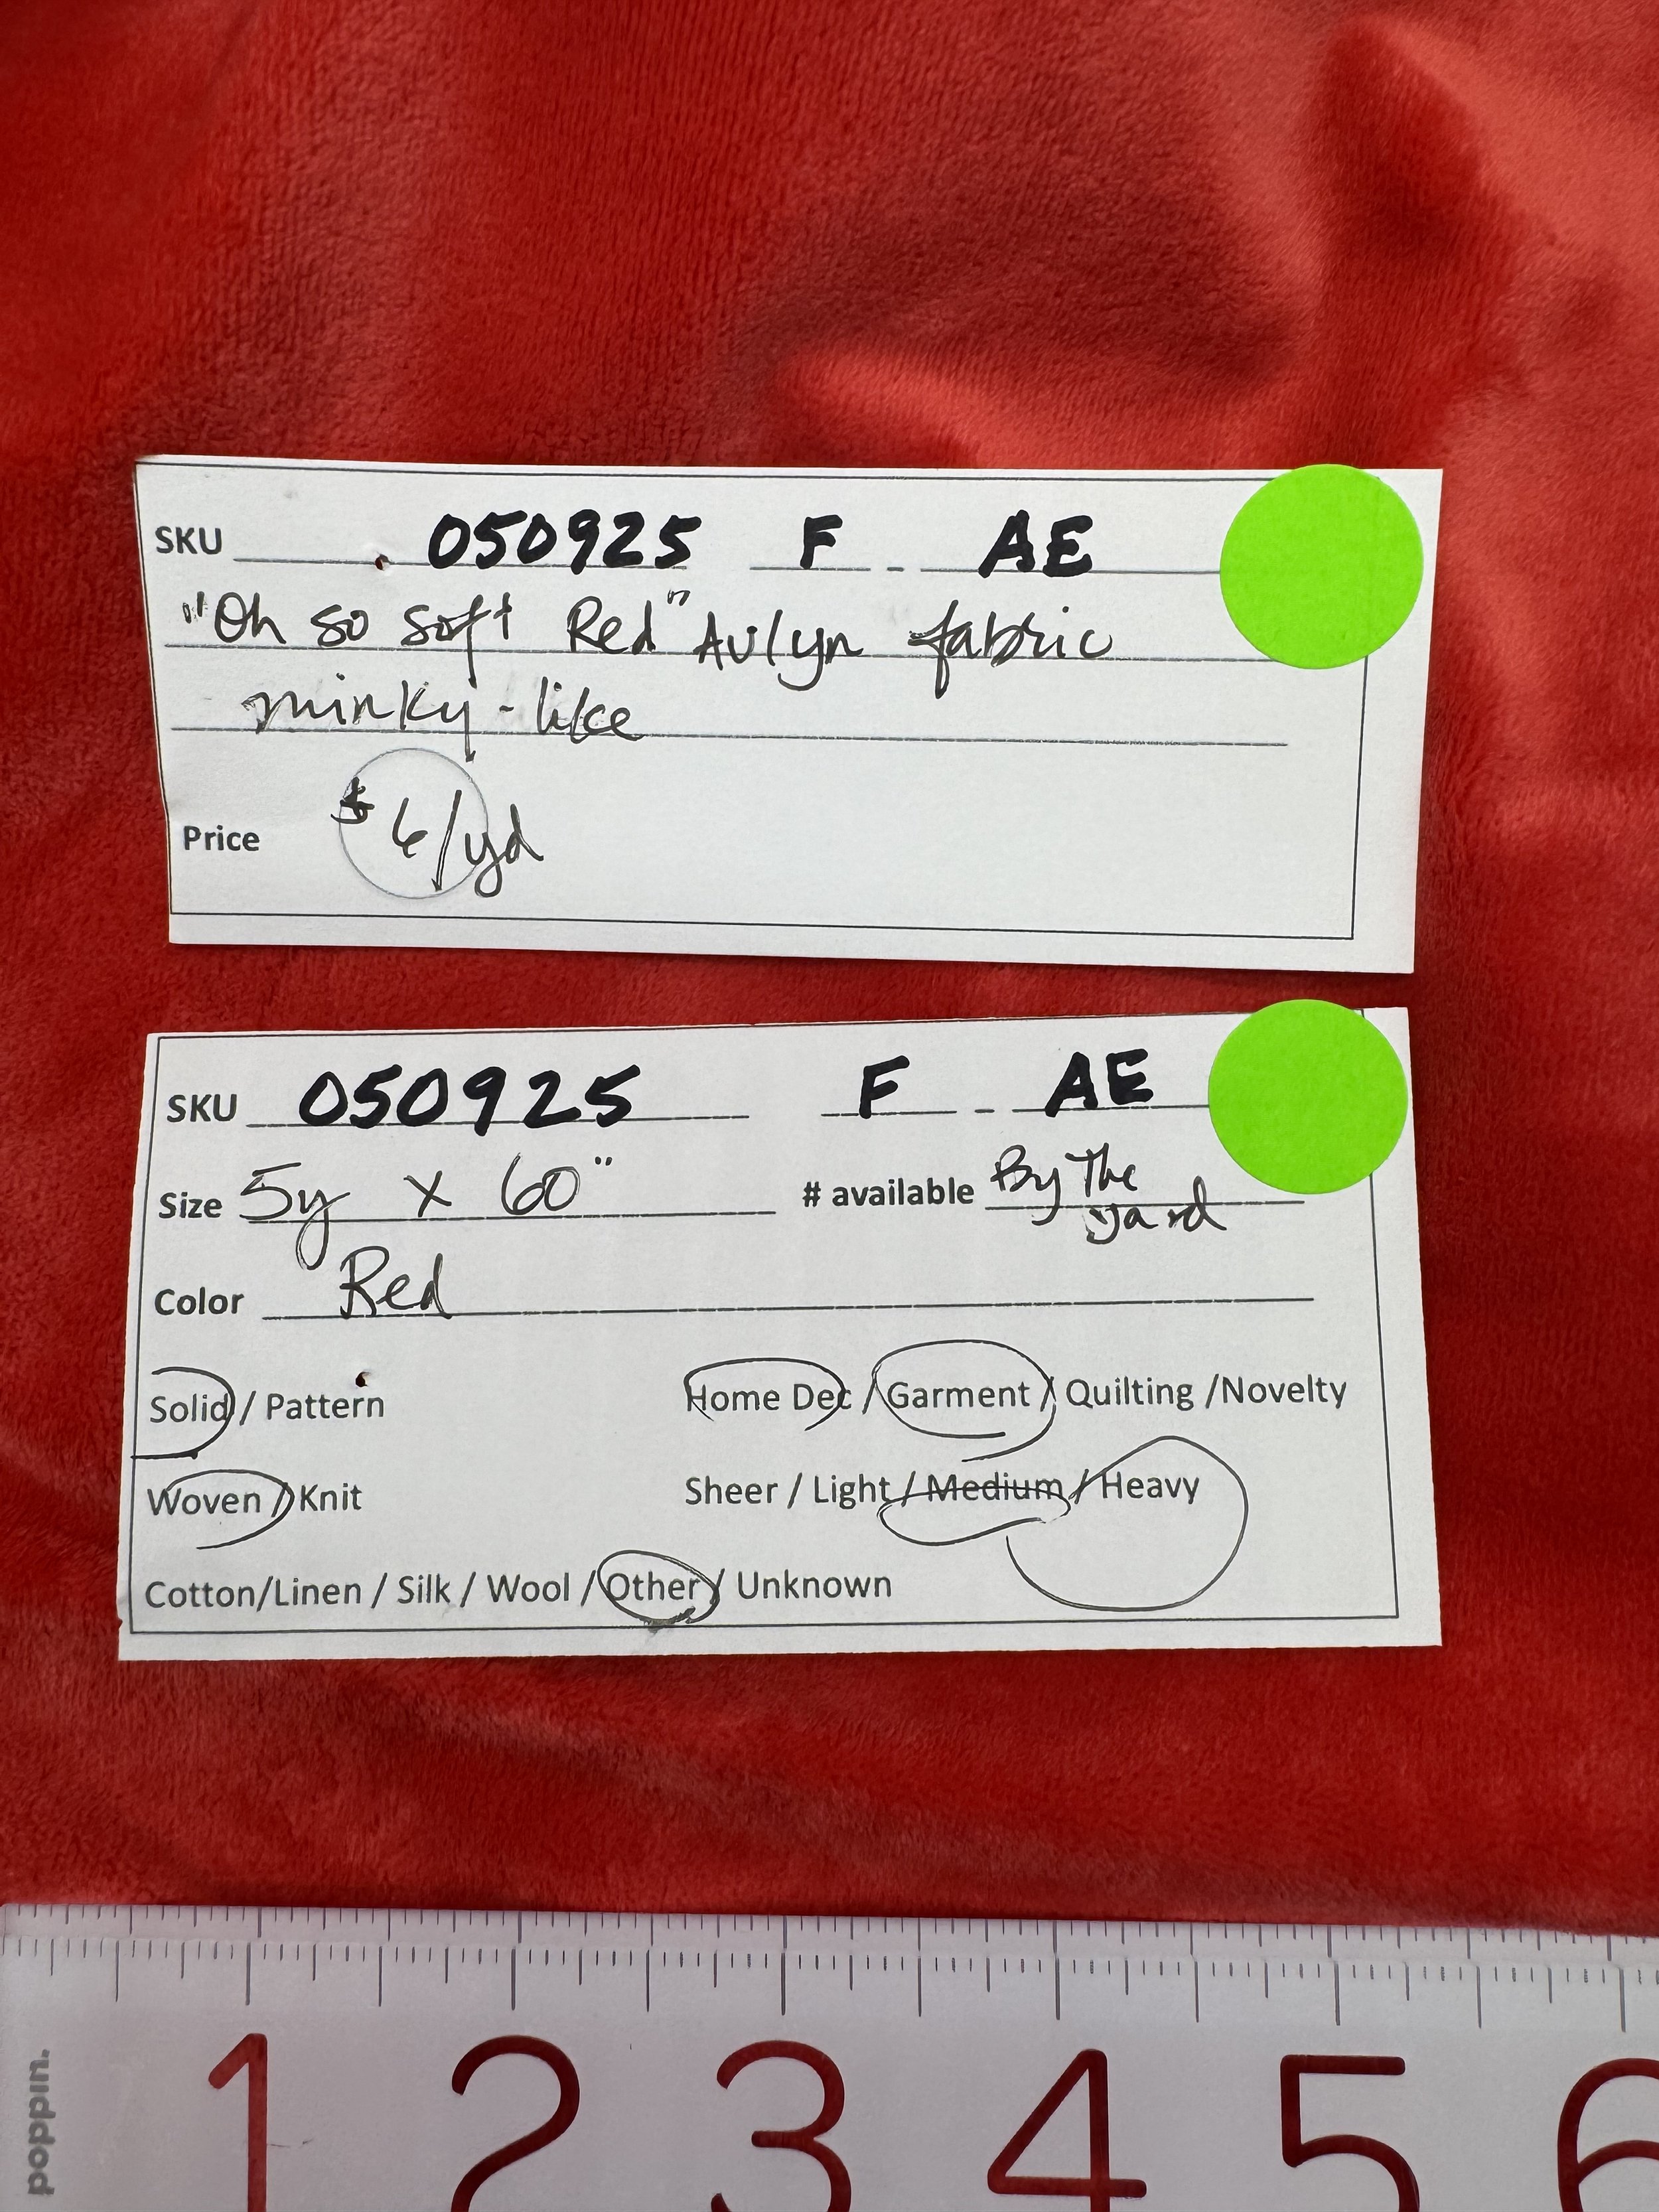 SKU 050925 F - AE
"Oh so soft Red" Avlyn fabric
minky-like
Price $6/yd
SKU 050925 F - AE
Size 5y x 60" # available By The
yard
Color Red
Solid / Pattern Home Dec / Garment / Quilting /Novelty
Woven / Knit Sheer / Light / Medium / Heavy
Cotton/Linen / Silk / Wool / Other / Unknown
1 2 3 4 5 6
poppin.